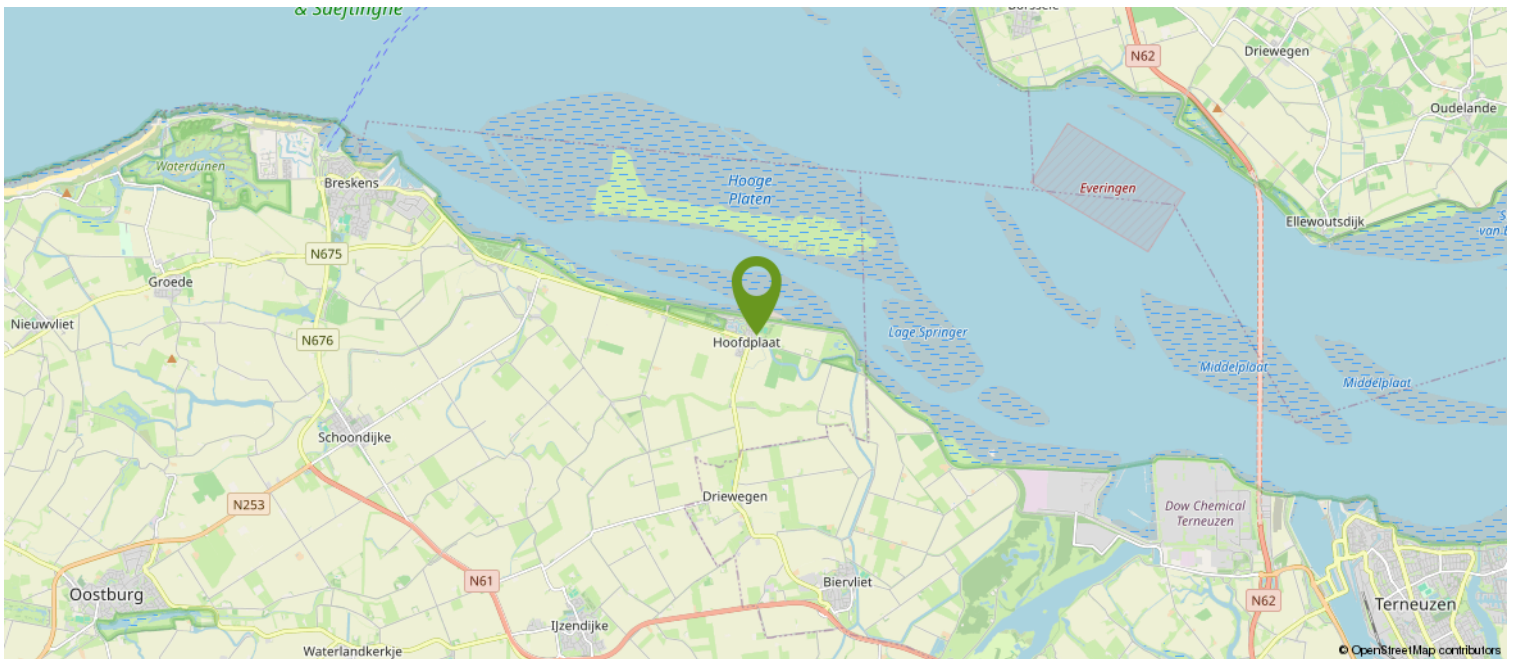 & Saeftinghe
Borssele
N62
Driewegen
Oudelande
Waterdunen
Breskens
Hooge
Platen
Everingen
Ellewoutsdijk
N675
Groede
Nieuwvliet
N676
Hoofdplaat
Lage Springer
Middelplaat
Middelplaat
Schoondijke
N253
Driewegen
Dow Chemical
Terneuzen
Oostburg
N61
Biervliet
N62
Terneuzen
IJzendijke
Waterlandkerkje
© OpenStreetMap contributors